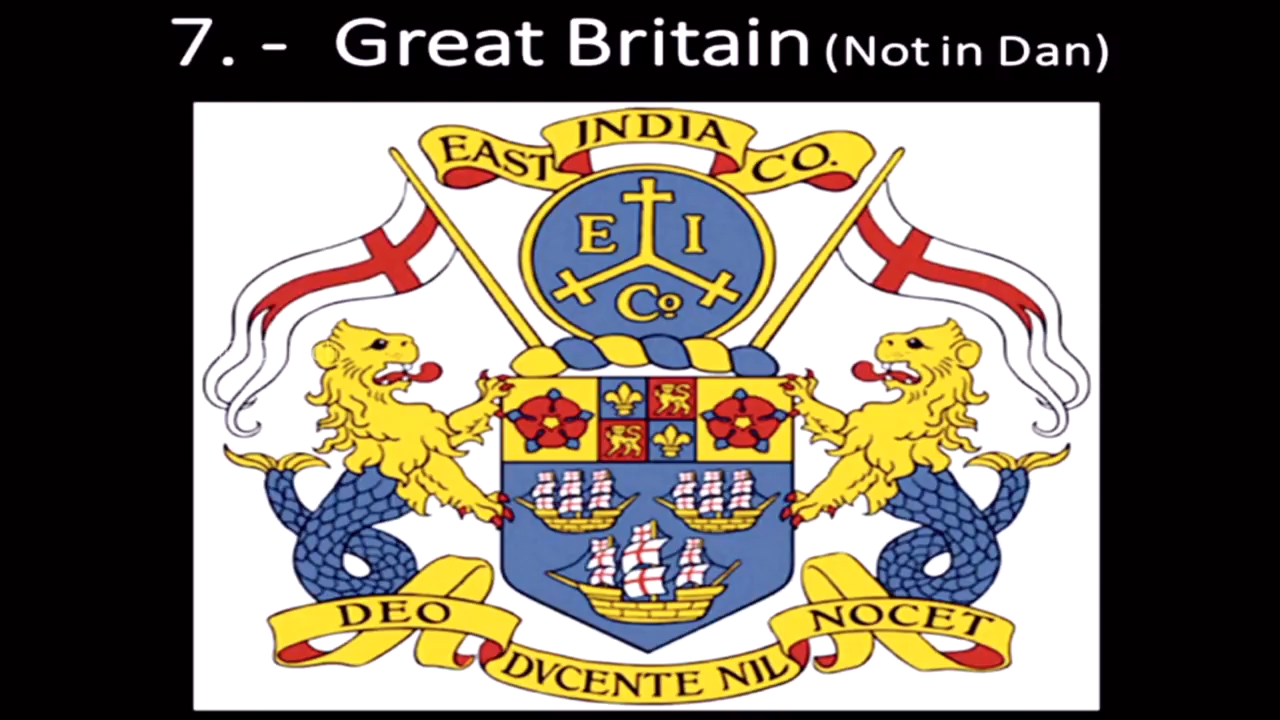 7. - Great Britain (Not in Dan)
EAST INDIA CO.
E I
Co
DEO DVCENTE NIL NOCET